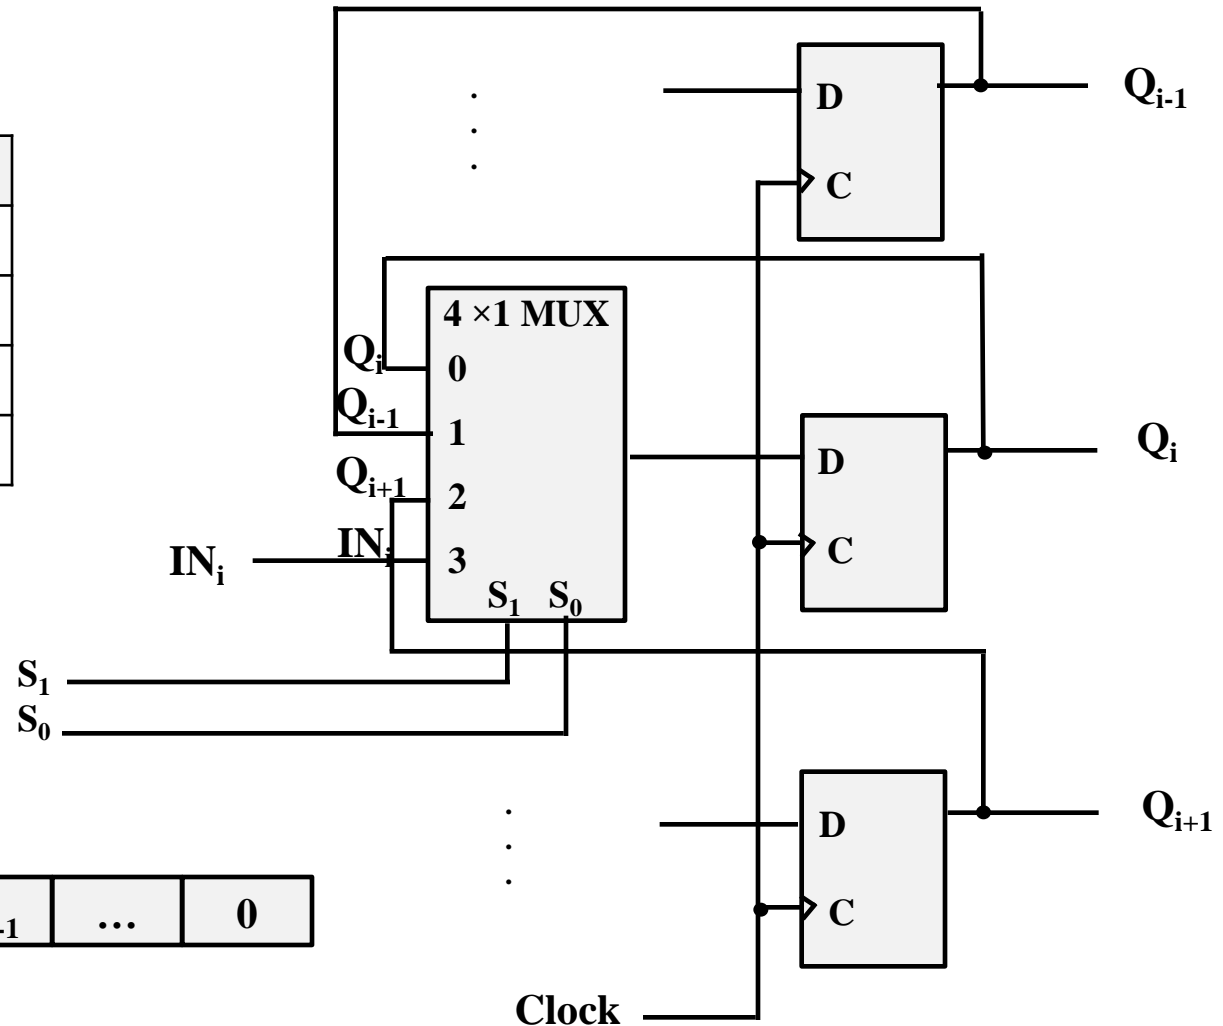 D
Q_{i-1}
C
4 ×1 MUX
Q_i
0
Q_{i-1}
1
Q_i
D
Q_{i+1}
2
IN_i
IN_i
3
C
S_1 S_0
S_1
S_0
D
Q_{i+1}
-1
…
0
C
Clock